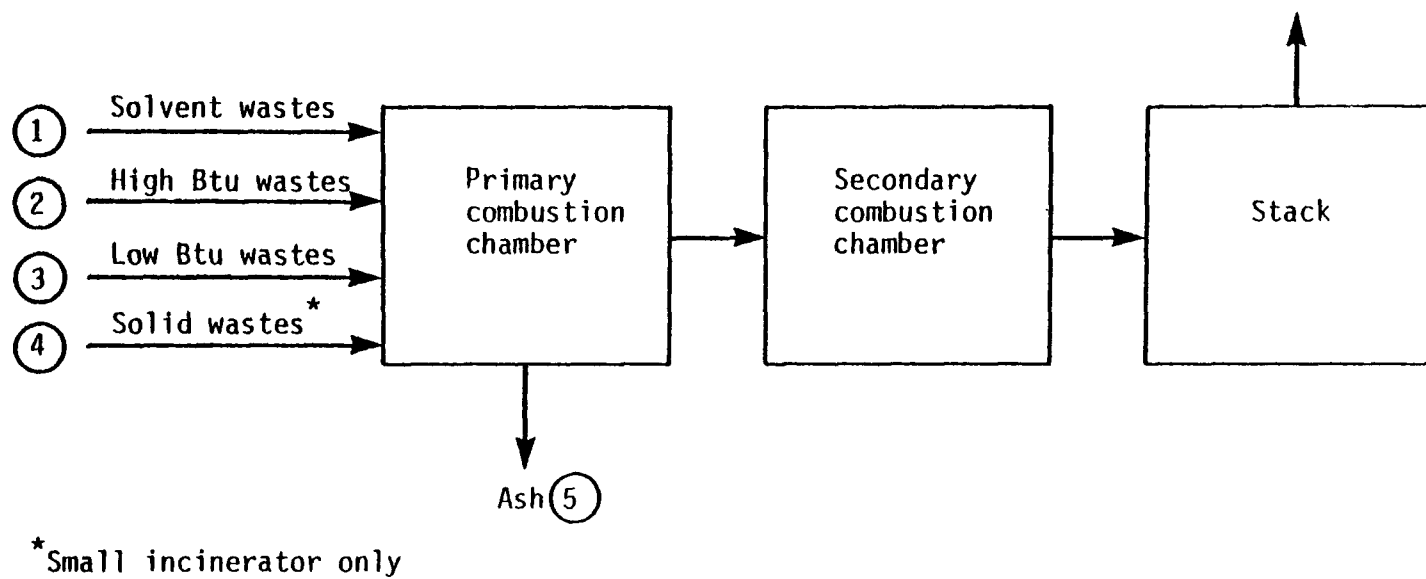 ① Solvent wastes
② High Btu wastes
③ Low Btu wastes
④ Solid wastes*
Primary
combustion
chamber
Secondary
combustion
chamber
Stack
Ash ⑤
*Small incinerator only